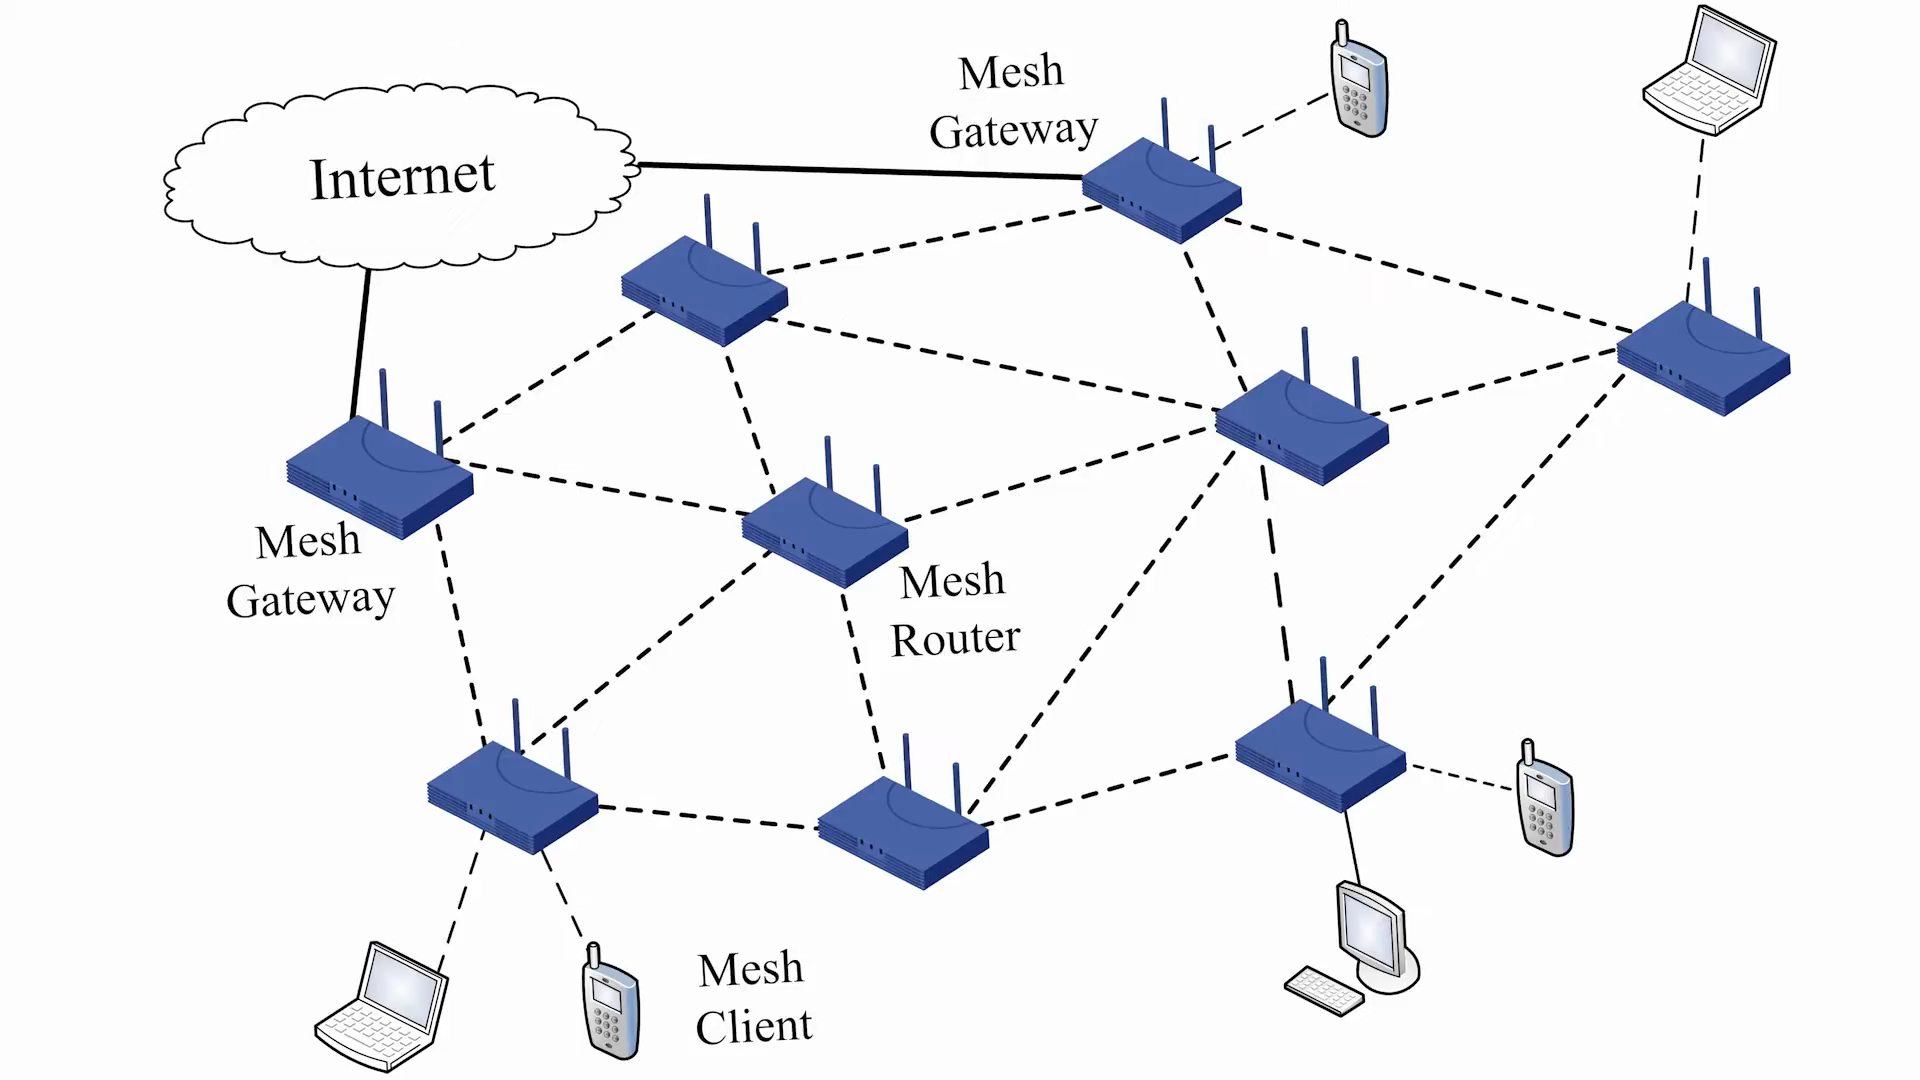 Mesh
Gateway
Internet
Mesh
Gateway
Mesh
Router
Mesh
Client